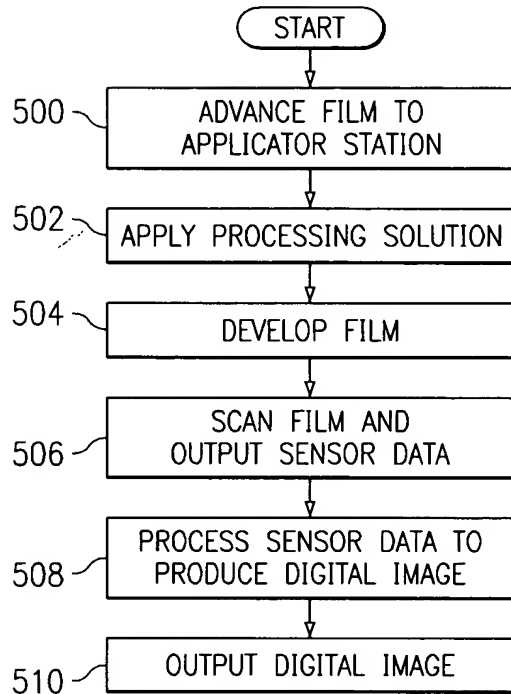 START
500
ADVANCE FILM TO
APPLICATOR STATION
502
APPLY PROCESSING SOLUTION
504
DEVELOP FILM
506
SCAN FILM AND
OUTPUT SENSOR DATA
508
PROCESS SENSOR DATA TO
PRODUCE DIGITAL IMAGE
510
OUTPUT DIGITAL IMAGE